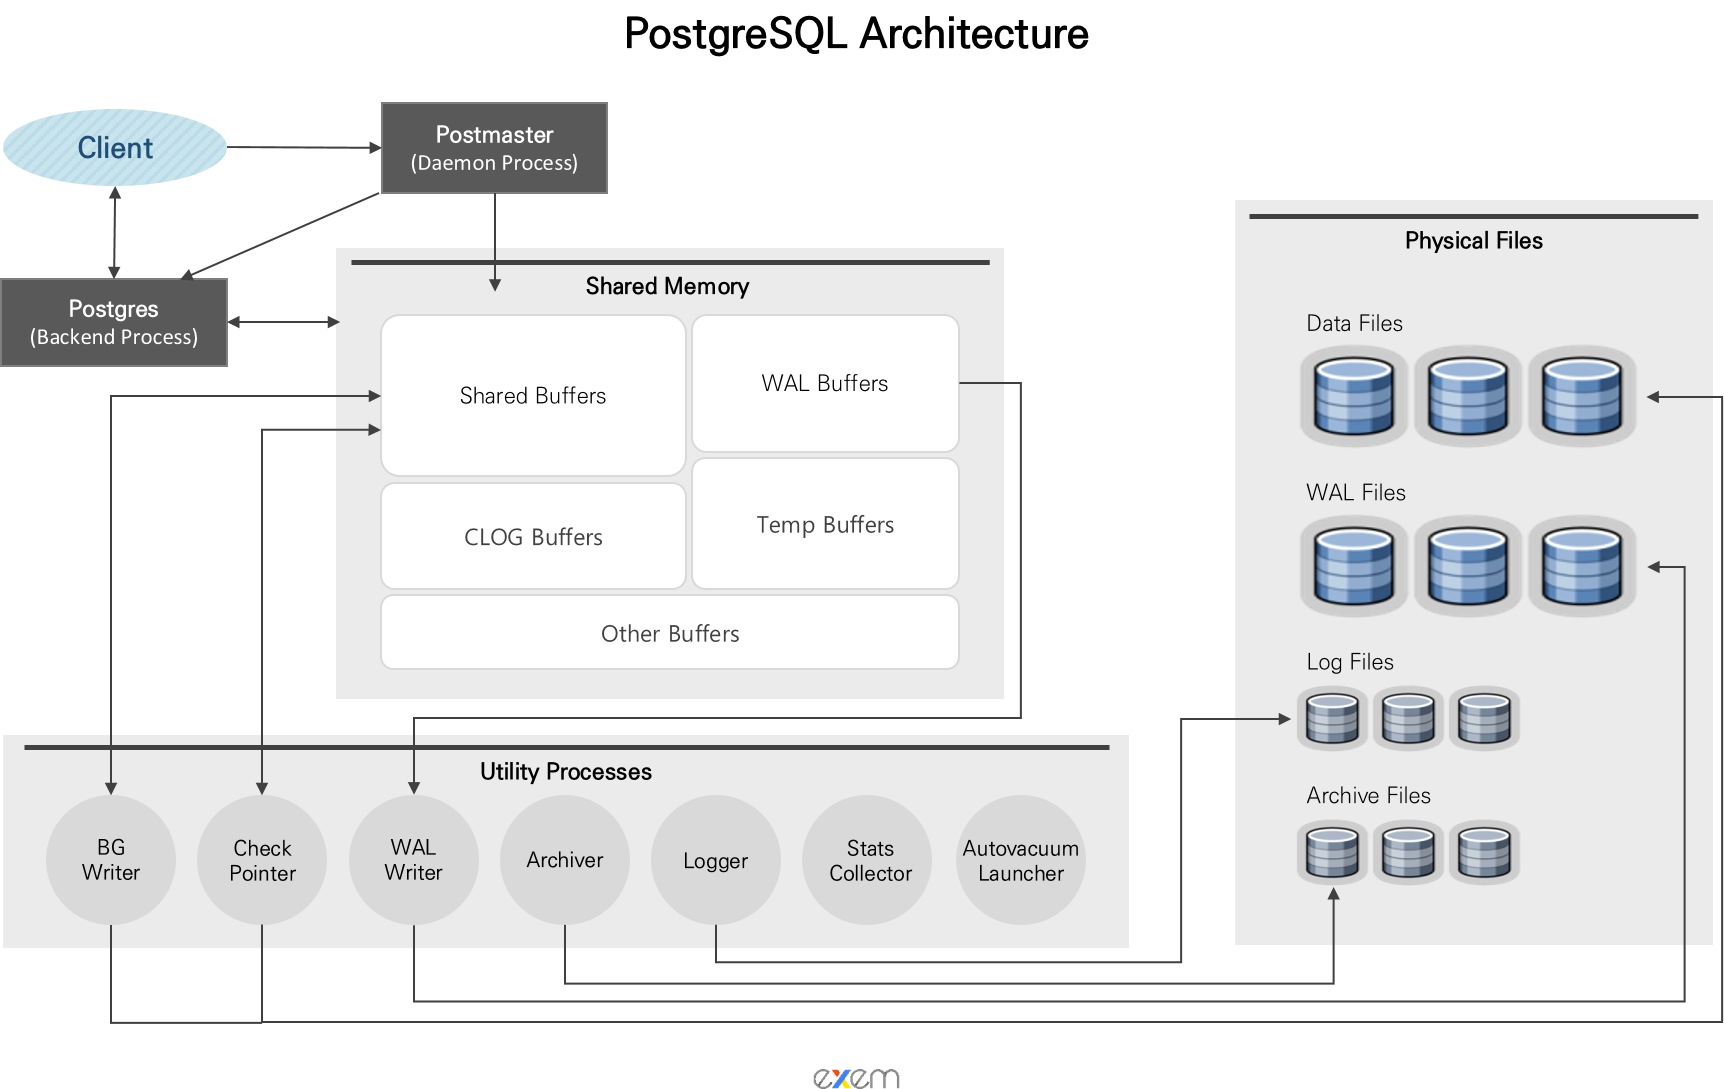 PostgreSQL Architecture
Client
Postmaster
(Daemon Process)
Postgres
(Backend Process)
Shared Memory
Shared Buffers
WAL Buffers
CLOG Buffers
Temp Buffers
Other Buffers
Physical Files
Data Files
WAL Files
Log Files
Archive Files
Utility Processes
BG
Writer
Check
Pointer
WAL
Writer
Archiver
Logger
Stats
Collector
Autovacuum
Launcher
exem